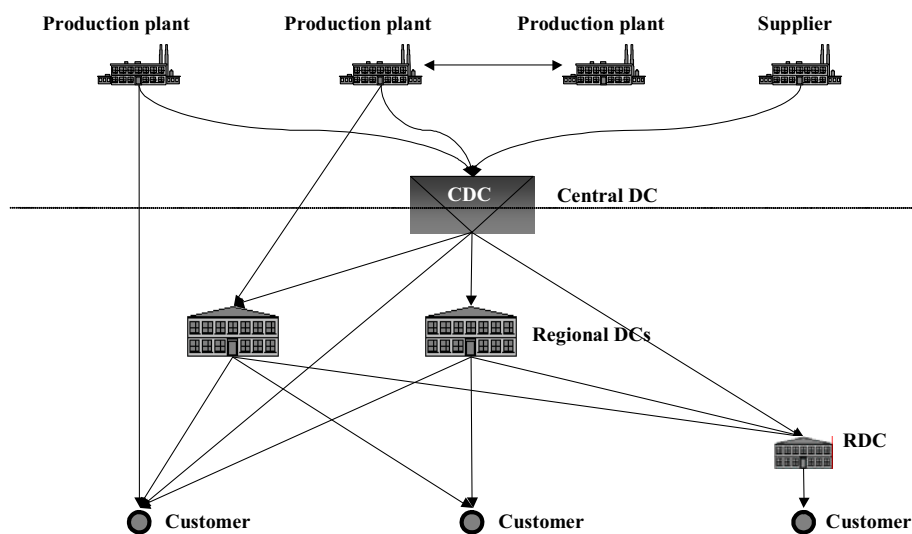 Production plant
Production plant
Production plant
Supplier
CDC
Central DC
Regional DCs
RDC
Customer
Customer
Customer